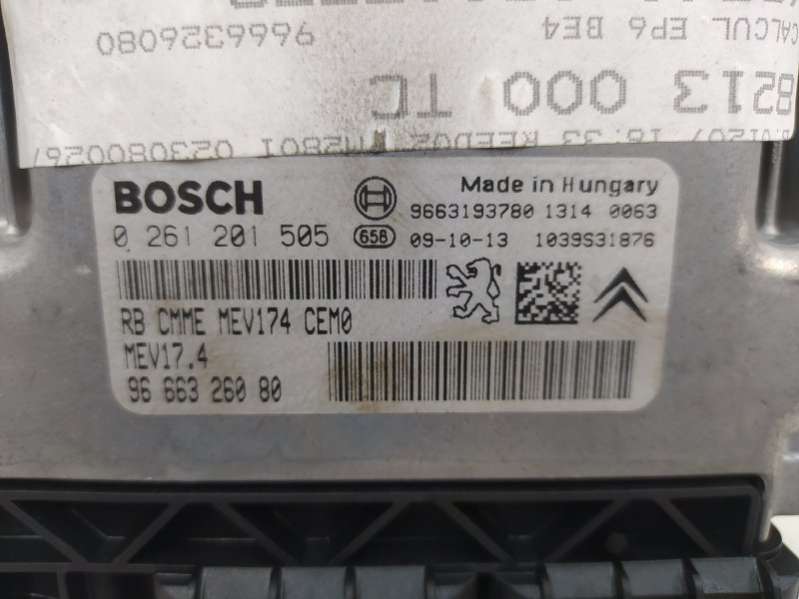 CALCUL EP6 BE4
9666326080
8213 000 TC
BOSCH
Made in Hungary
9663193780 1314 0063
0 261 201 505
658
09-10-13 1039S31876
RB CMME MEV174 CEM0
MEV17.4
96 663 260 80